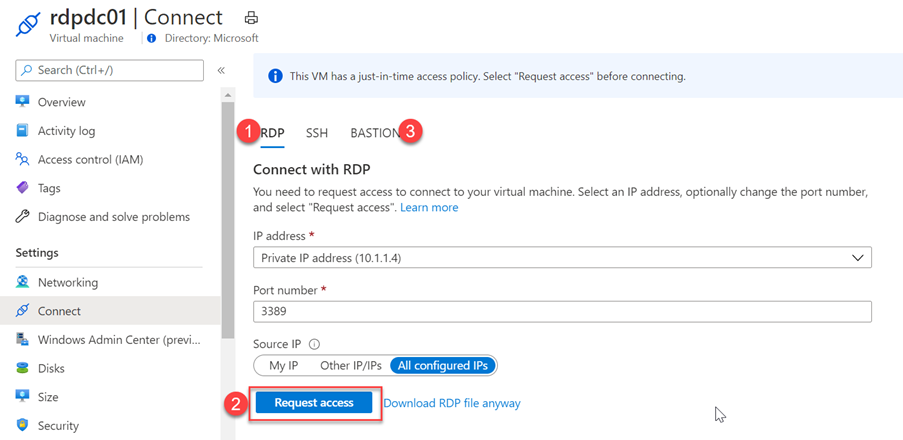 rdpdc01 | Connect
Virtual machine
Directory: Microsoft
Search (Ctrl+/)
«
Overview
Activity log
Access control (IAM)
Tags
Diagnose and solve problems
Settings
Networking
Connect
Windows Admin Center (previ...
Disks
Size
Security
This VM has a just-in-time access policy. Select "Request access" before connecting.
1 RDP SSH BASTION 3
Connect with RDP
You need to request access to connect to your virtual machine. Select an IP address, optionally change the port number,
and select "Request access". Learn more
IP address *
Private IP address (10.1.1.4)
Port number *
3389
Source IP
My IP Other IP/IPs All configured IPs
2 Request access Download RDP file anyway